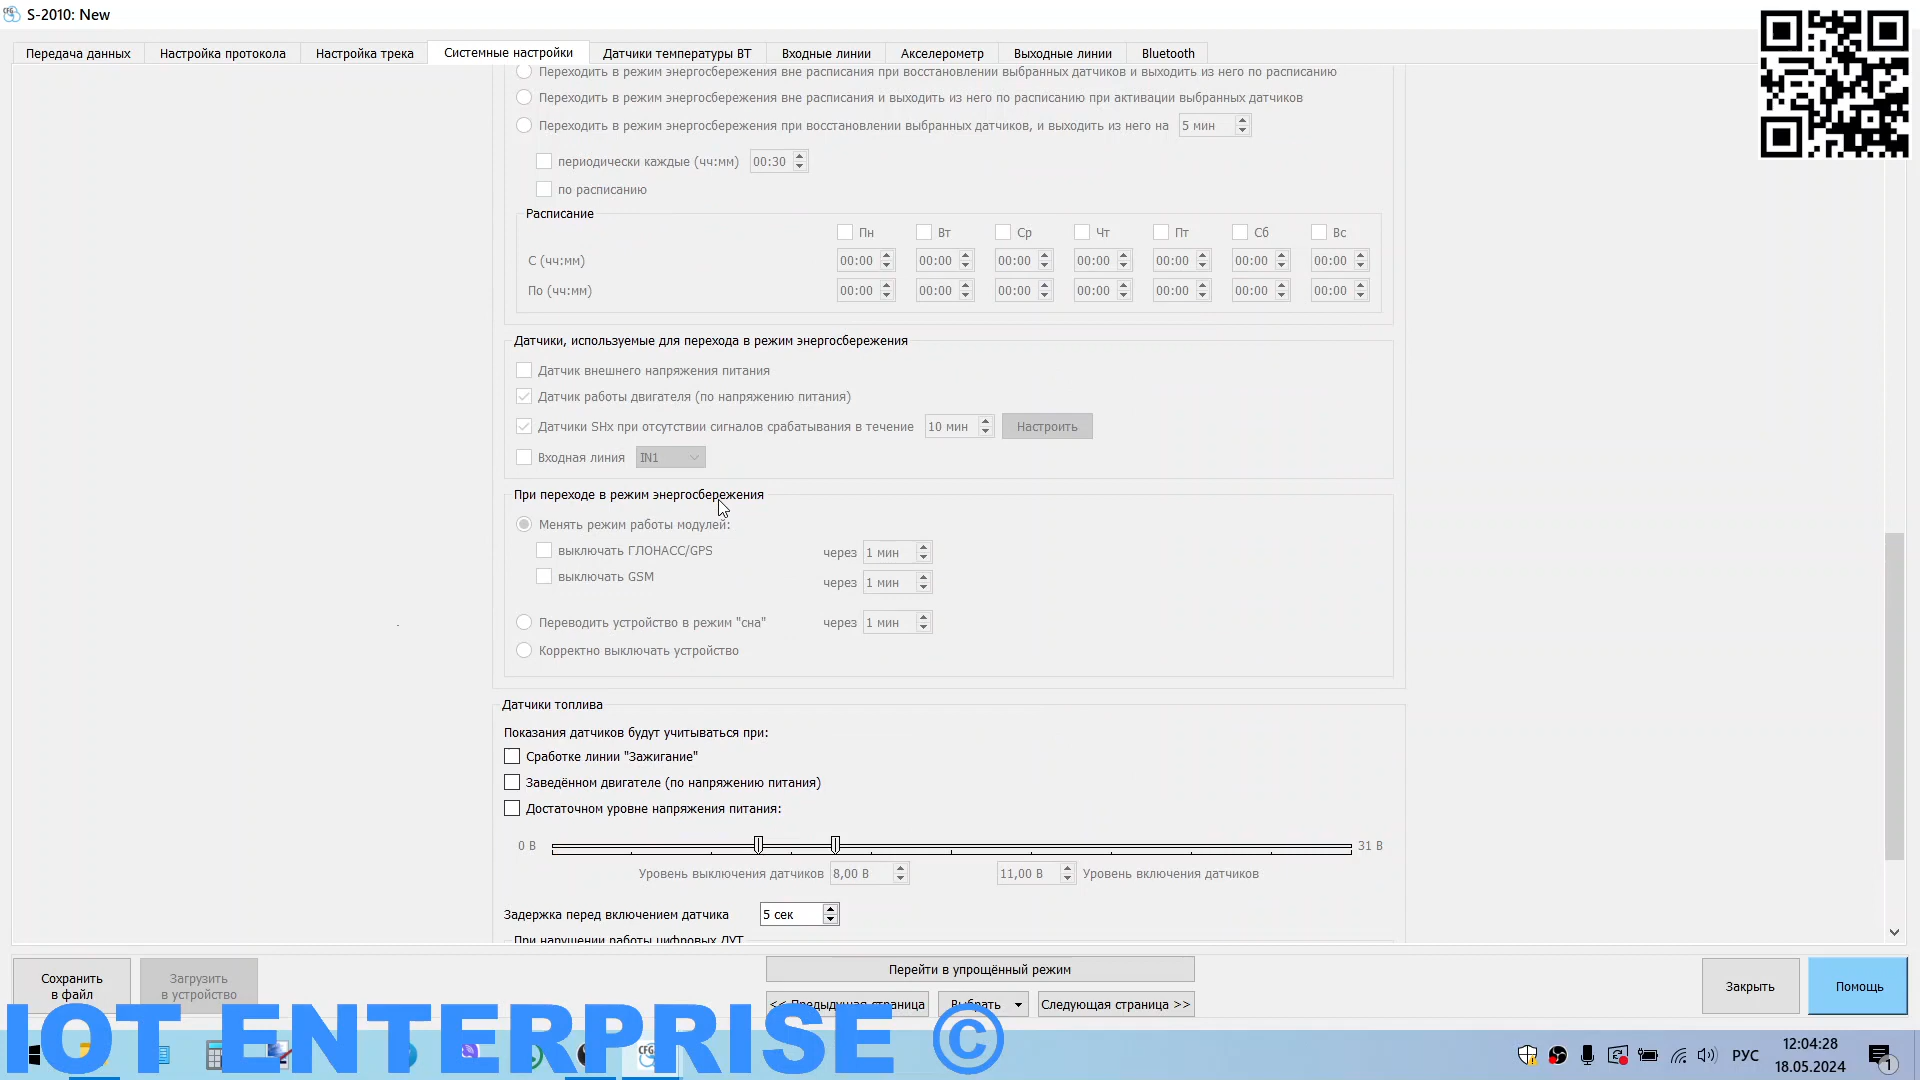 S-2010: New
Передача данных Настройка протокола Настройка трека Системные настройки Датчики температуры BT Входные линии Акселерометр Выходные линии Bluetooth
Переходить в режим энергосбережения вне расписания при восстановлении выбранных датчиков и выходить из него по расписанию
Переходить в режим энергосбережения вне расписания и выходить из него по расписанию при активации выбранных датчиков
Переходить в режим энергосбережения при восстановлении выбранных датчиков, и выходить из него на 5 мин
периодически каждые (чч:мм) 00:30
по расписанию
Расписание
Пн Вт Ср Чт Пт Сб Вс
С (чч:мм) 00:00 00:00 00:00 00:00 00:00 00:00 00:00
По (чч:мм) 00:00 00:00 00:00 00:00 00:00 00:00 00:00
Датчики, используемые для перехода в режим энергосбережения
Датчик внешнего напряжения питания
Датчик работы двигателя (по напряжению питания)
Датчики SHx при отсутствии сигналов срабатывания в течение 10 мин Настроить
Входная линия IN1
При переходе в режим энергосбережения
Менять режим работы модулей:
выключать ГЛОНАСС/GPS через 1 мин
выключать GSM через 1 мин
Переводить устройство в режим "сна" через 1 мин
Корректно выключать устройство
Датчики топлива
Показания датчиков будут учитываться при:
Сработке линии "Зажигание"
Заведённом двигателе (по напряжению питания)
Достаточном уровне напряжения питания:
0 В 31 В
Уровень выключения датчиков 8,00 В 11,00 В Уровень включения датчиков
Задержка перед включением датчика 5 сек
При нарушении работы цифровых ДУТ
Сохранить в файл
Загрузить в устройство
Перейти в упрощённый режим
<< Предыдущая страница Выбрать Следующая страница >>
Закрыть
Помощь
IOT ENTERPRISE ©
CFG
РУС
12:04:28
18.05.2024
1